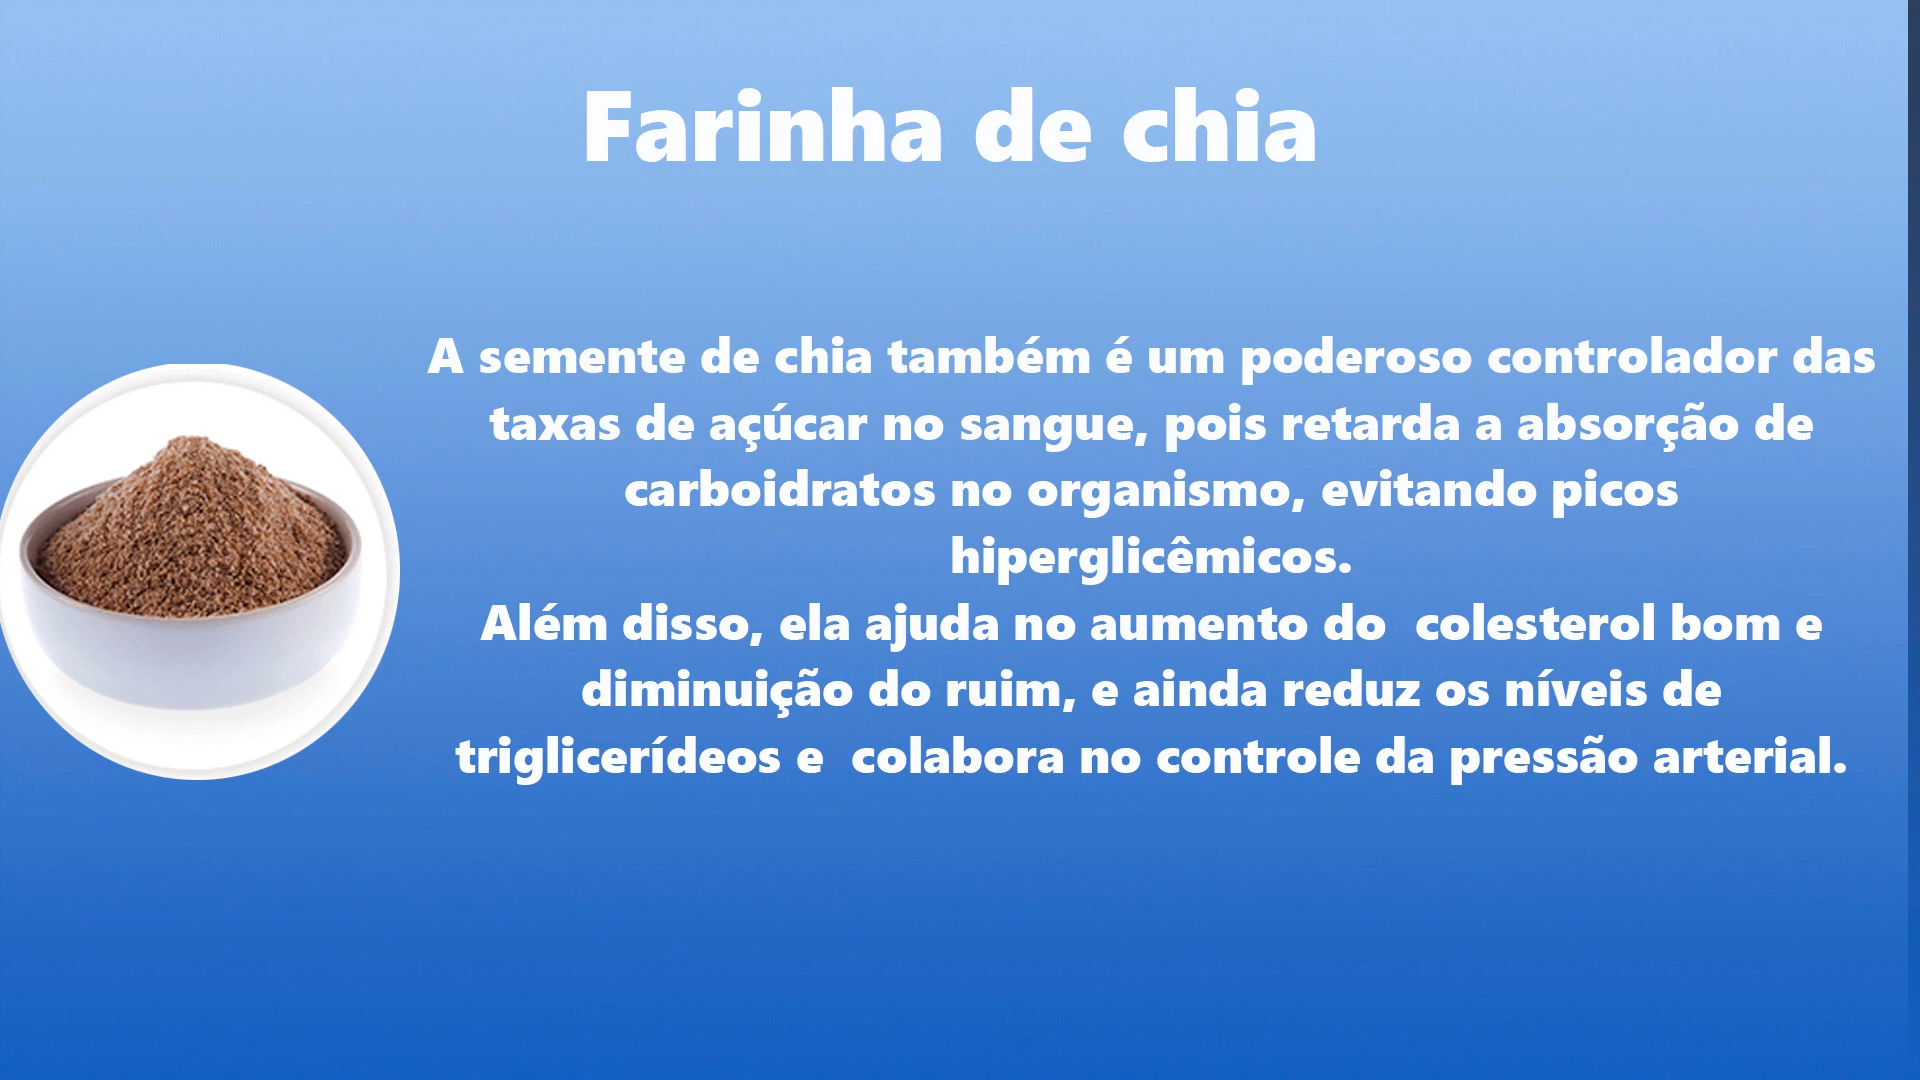 Farinha de chia
A semente de chia também é um poderoso controlador das
taxas de açúcar no sangue, pois retarda a absorção de
carboidratos no organismo, evitando picos
hiperglicêmicos.
Além disso, ela ajuda no aumento do  colesterol bom e
diminuição do ruim, e ainda reduz os níveis de
triglicerídeos e  colabora no controle da pressão arterial.